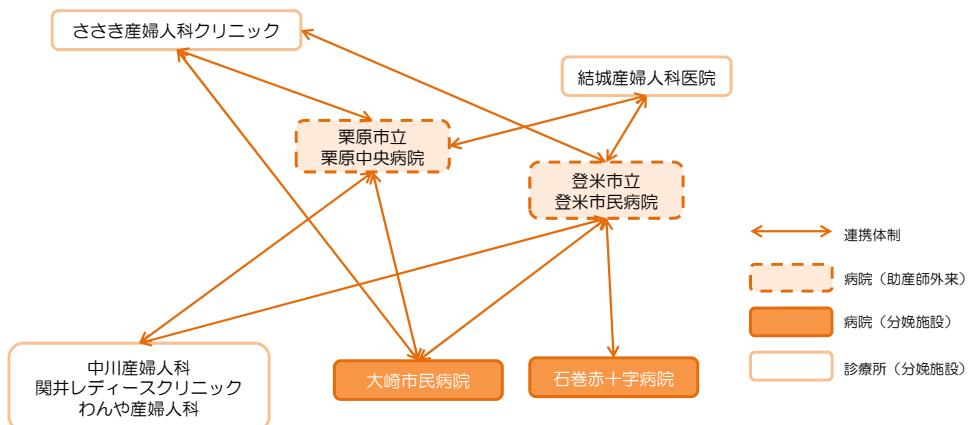 ささき産婦人科クリニック
結城産婦人科医院
栗原市立
栗原中央病院
登米市立
登米市民病院
連携体制
病院（助産師外来）
病院（分娩施設）
診療所（分娩施設）
中川産婦人科
関井レディースクリニック
わんや産婦人科
大崎市民病院
石巻赤十字病院